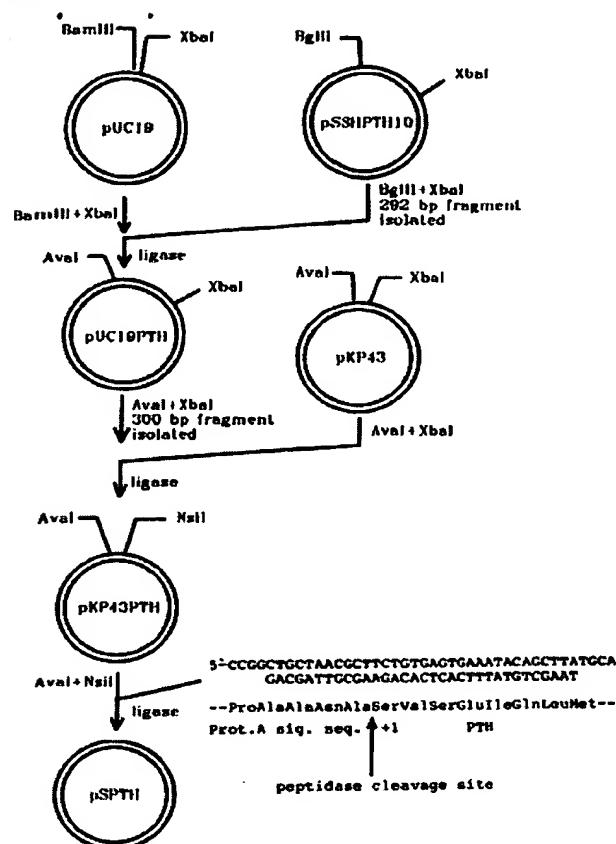 BamHI
XbaI
BglII
XbaI
pUC19
pSSHPTH10
BamHI+XbaI
BglII+XbaI
292 bp fragment
isolated
ligase
AvaI
XbaI
AvaI
XbaI
pUC19PTH
pKP43
AvaI+XbaI
300 bp fragment
isolated
AvaI+XbaI
ligase
AvaI
NsiI
pKP43PTH
5'-CCGGCTGCTAACGCTTCTGTGAGTGAAATACAGCTTATGCA
GACGATTGCGAAGACACTCACTTTATGTCGAAT
AvaI+NsiI
ligase
--ProAlaAlaAsnAlaSerValSerGluIleGlnLeuMet--
Prot.A sig. seq. +1 PTH
peptidase cleavage site
pSPTH